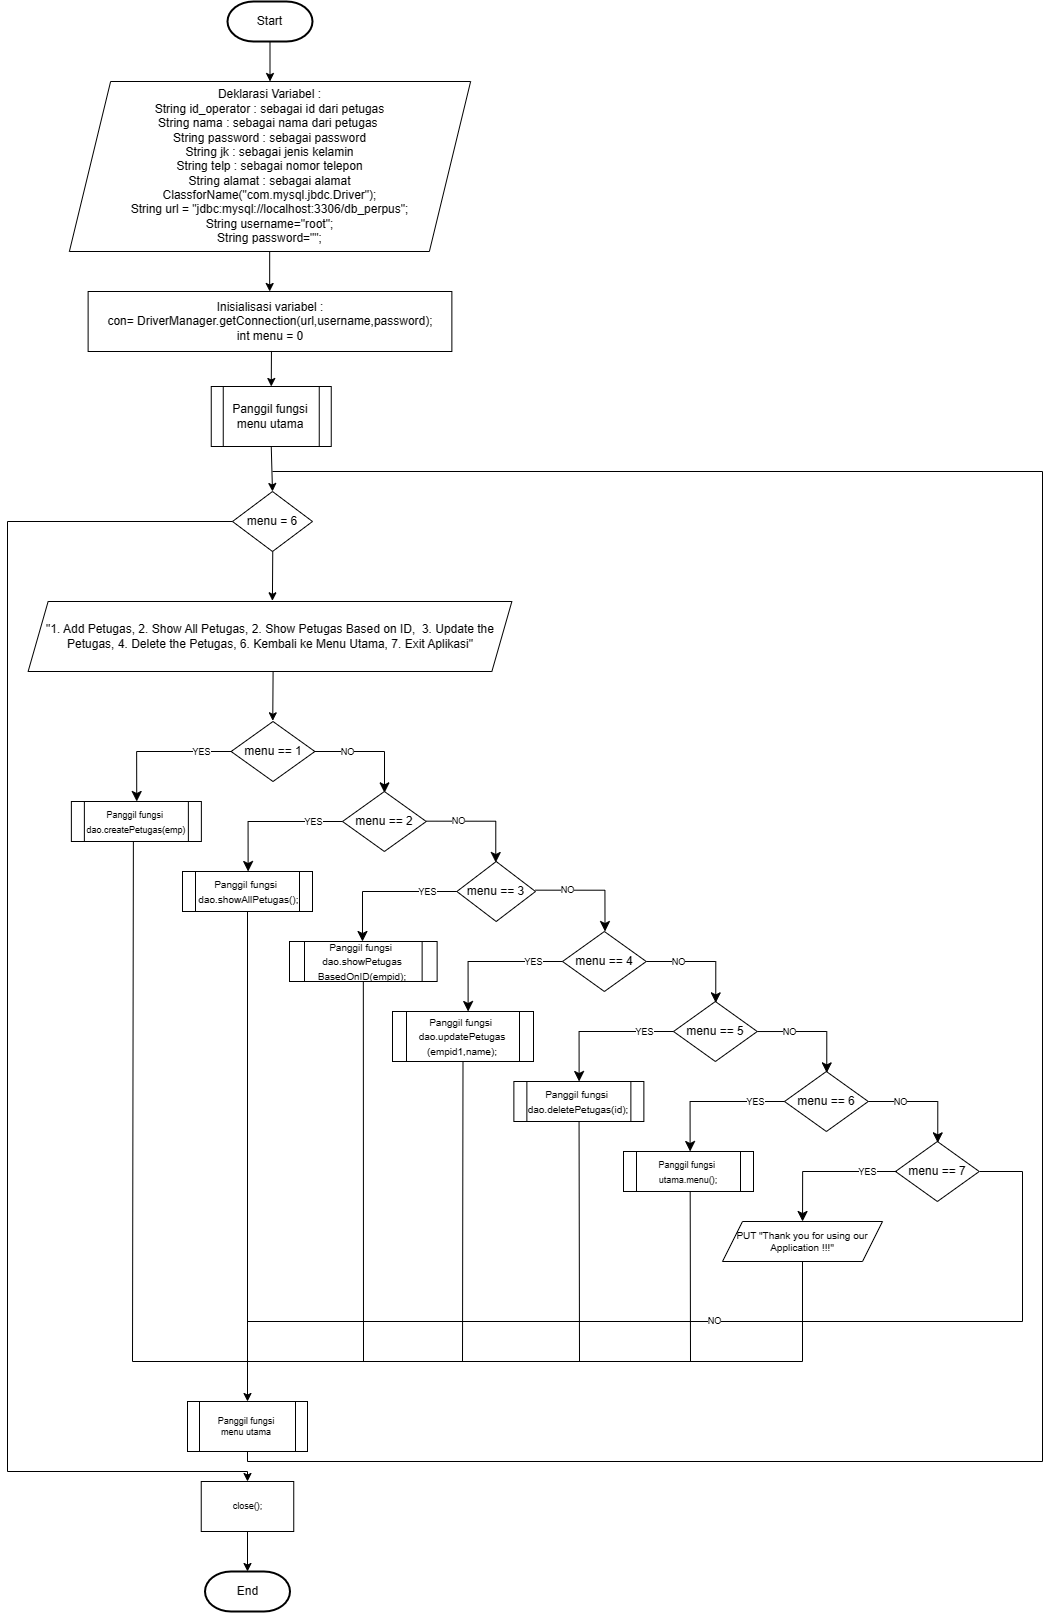 Start
Deklarasi Variabel :
String id_operator : sebagai id dari petugas
String nama : sebagai nama dari petugas
String password : sebagai password
String jk : sebagai jenis kelamin
String telp : sebagai nomor telepon
String alamat : sebagai alamat
ClassforName("com.mysql.jbdc.Driver");
String url = "jdbc:mysql://localhost:3306/db_perpus";
String username="root";
String password="";
Inisialisasi variabel :
con= DriverManager.getConnection(url,username,password);
int menu = 0
Panggil fungsi
menu utama
menu = 6
"1. Add Petugas, 2. Show All Petugas, 2. Show Petugas Based on ID,  3. Update the
Petugas, 4. Delete the Petugas, 6. Kembali ke Menu Utama, 7. Exit Aplikasi"
menu == 1
YES
NO
Panggil fungsi
dao.createPetugas(emp)
menu == 2
YES
NO
Panggil fungsi
dao.showAllPetugas();
menu == 3
YES
NO
Panggil fungsi
dao.showPetugas
BasedOnID(empid);
menu == 4
YES
NO
Panggil fungsi
dao.updatePetugas
(empid1,name);
menu == 5
YES
NO
Panggil fungsi
dao.deletePetugas(id);
menu == 6
YES
NO
Panggil fungsi
utama.menu();
menu == 7
YES
PUT "Thank you for using our
Application !!!"
NO
Panggil fungsi
menu utama
close();
End